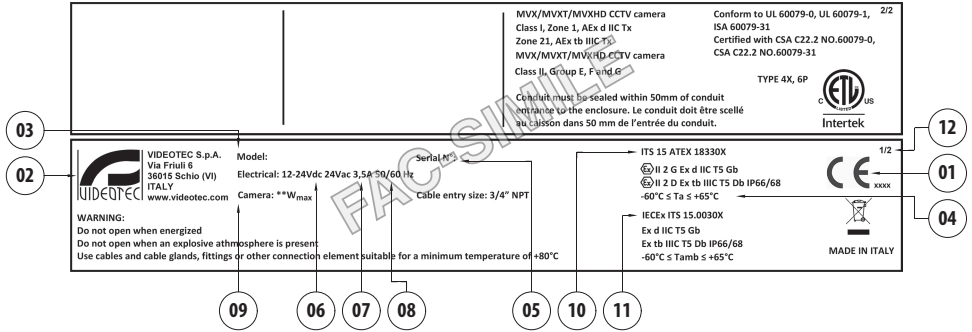 MVX/MVXT/MVXHD CCTV camera
Class I, Zone 1, AEx d IIC Tx
Zone 21, AEx tb IIIC Tx
MVX/MVXT/MVXHD CCTV camera
Class II, Group E, F and G
Conduit must be sealed within 50mm of conduit
entrance to the enclosure. Le conduit doit être scellé
au caisson dans 50 mm de l'entrée du conduit.
Conform to UL 60079-0, UL 60079-1,
ISA 60079-31
Certified with CSA C22.2 NO.60079-0,
CSA C22.2 NO.60079-31
2/2
TYPE 4X, 6P
C ETL US
LISTED
Intertek
FAC-SIMILE
03
02
VIDEOTEC
VIDEOTEC S.p.A.
Via Friuli 6
36015 Schio (VI)
ITALY
www.videotec.com
Model:
Serial N°:
Electrical: 12-24Vdc 24Vac 3,5A 50/60 Hz
Camera: **Wmax
Cable entry size: 3/4" NPT
WARNING:
Do not open when energized
Do not open when an explosive athmosphere is present
Use cables and cable glands, fittings or other connection element suitable for a minimum temperature of +80°C
ITS 15 ATEX 18330X
Ex II 2 G Ex d IIC T5 Gb
Ex II 2 D Ex tb IIIC T5 Db IP66/68
-60°C ≤ Ta ≤ +65°C
IECEx ITS 15.0030X
Ex d IIC T5 Gb
Ex tb IIIC T5 Db IP66/68
-60°C ≤ Tamb ≤ +65°C
1/2
CE
xxxx
MADE IN ITALY
12
01
04
09
06
07
08
05
10
11